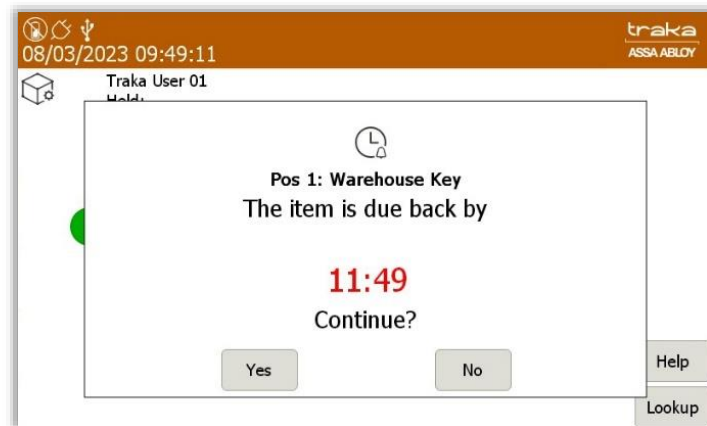 traka
08/03/2023 09:49:11
ASSA ABLOY
Traka User 01
Pos 1: Warehouse Key
The item is due back by
11:49
Continue?
Yes
No
Help
Lookup